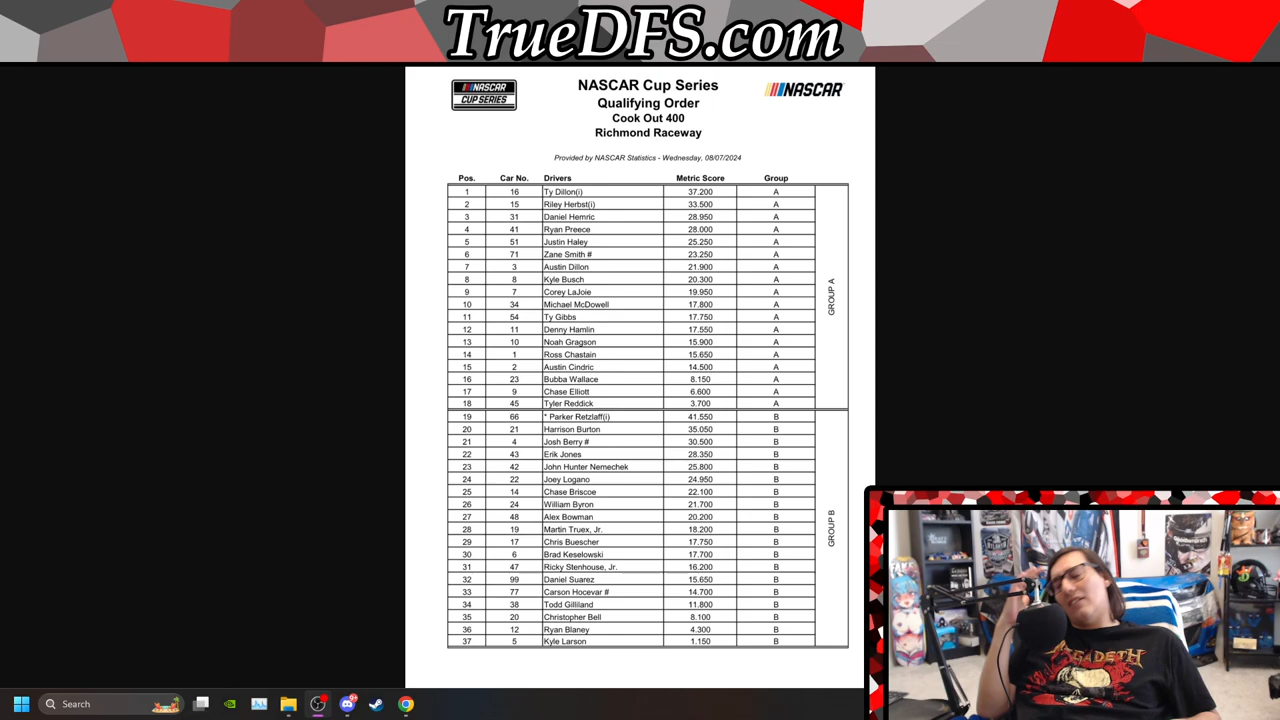 TrueDFS.com
NASCAR
CUP SERIES
NASCAR Cup Series
NASCAR
Qualifying Order
Cook Out 400
Richmond Raceway
Provided by NASCAR Statistics - Wednesday, 08/07/2024
Pos. Car No. Drivers Metric Score Group
1 16 Ty Dillon(i) 37.200 A
2 15 Riley Herbst(i) 33.500 A
3 31 Daniel Hemric 28.950 A
4 41 Ryan Preece 28.000 A
5 51 Justin Haley 25.250 A
6 71 Zane Smith # 23.250 A
7 3 Austin Dillon 21.900 A
8 8 Kyle Busch 20.300 A
9 7 Corey LaJoie 19.950 A
10 34 Michael McDowell 17.800 A
11 54 Ty Gibbs 17.750 A
12 11 Denny Hamlin 17.550 A
13 10 Noah Gragson 15.900 A
14 1 Ross Chastain 15.650 A
15 2 Austin Cindric 14.500 A
16 23 Bubba Wallace 8.150 A
17 9 Chase Elliott 6.600 A
18 45 Tyler Reddick 3.700 A
GROUP A
19 66 * Parker Retzlaff(i) 41.550 B
20 21 Harrison Burton 35.050 B
21 4 Josh Berry # 30.500 B
22 43 Erik Jones 28.350 B
23 42 John Hunter Nemechek 25.800 B
24 22 Joey Logano 24.950 B
25 14 Chase Briscoe 22.100 B
26 24 William Byron 21.700 B
27 48 Alex Bowman 20.200 B
28 19 Martin Truex, Jr. 18.200 B
29 17 Chris Buescher 17.750 B
30 6 Brad Keselowski 17.700 B
31 47 Ricky Stenhouse, Jr. 16.200 B
32 99 Daniel Suarez 15.650 B
33 77 Carson Hocevar # 14.700 B
34 38 Todd Gilliland 11.800 B
35 20 Christopher Bell 8.100 B
36 12 Ryan Blaney 4.300 B
37 5 Kyle Larson 1.150 B
GROUP B
MEGADETH
Search
9+